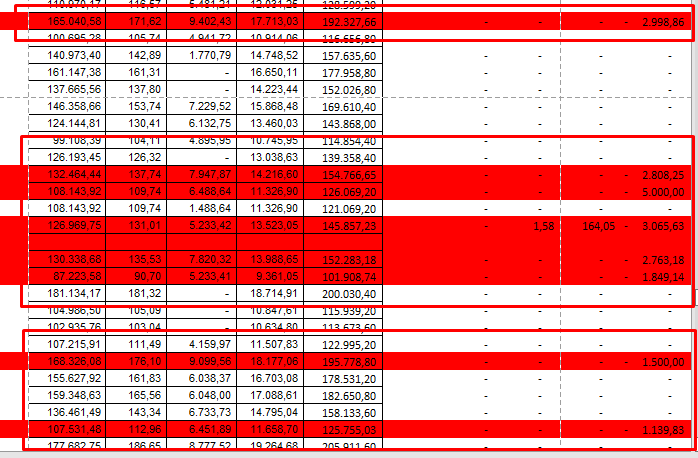 165.040,58 171,62 9.402,43 17.713,03 192.327,66 - - - - 2.998,86
100.695,28 105,74 4.941,72 10.914,06 116.656,80 - - - -
140.973,40 142,89 1.770,79 14.748,52 157.635,60 - - - -
161.147,38 161,31 - 16.650,11 177.958,80 - - - -
137.665,56 137,80 - 14.223,44 152.026,80 - - - -
146.358,66 153,74 7.229,52 15.868,48 169.610,40 - - - -
124.144,81 130,41 6.132,75 13.460,03 143.868,00 - - - -
99.108,39 104,11 4.895,95 10.745,95 114.854,40 - - - -
126.193,45 126,32 - 13.038,63 139.358,40 - - - -
132.464,44 137,74 7.947,87 14.216,60 154.766,65 - - - - 2.808,25
108.143,92 109,74 6.488,64 11.326,90 126.069,20 - - - - 5.000,00
108.143,92 109,74 1.488,64 11.326,90 121.069,20 - - - -
126.969,75 131,01 5.233,42 13.523,05 145.857,23 - 1,58 164,05 - 3.065,63
130.338,68 135,53 7.820,32 13.988,65 152.283,18 - - - - 2.763,18
87.223,58 90,70 5.233,41 9.361,05 101.908,74 - - - - 1.849,14
181.134,17 181,32 - 18.714,91 200.030,40 - - - -
104.986,50 105,09 - 10.847,61 115.939,20 - - - -
102.935,76 103,04 - 10.634,80 113.673,60 - - - -
107.215,91 111,49 4.159,97 11.507,83 122.995,20 - - - -
168.326,08 176,10 9.099,56 18.177,06 195.778,80 - - - - 1.500,00
155.627,92 161,83 6.038,37 16.703,08 178.531,20 - - - -
159.348,63 165,56 6.048,00 17.088,61 182.650,80 - - - -
136.461,49 143,34 6.733,73 14.795,04 158.133,60 - - - -
107.531,48 112,96 6.451,89 11.658,70 125.755,03 - - - - 1.139,83
177.682,75 186,65 8.777,52 19.264,68 205.911,60 - - - -